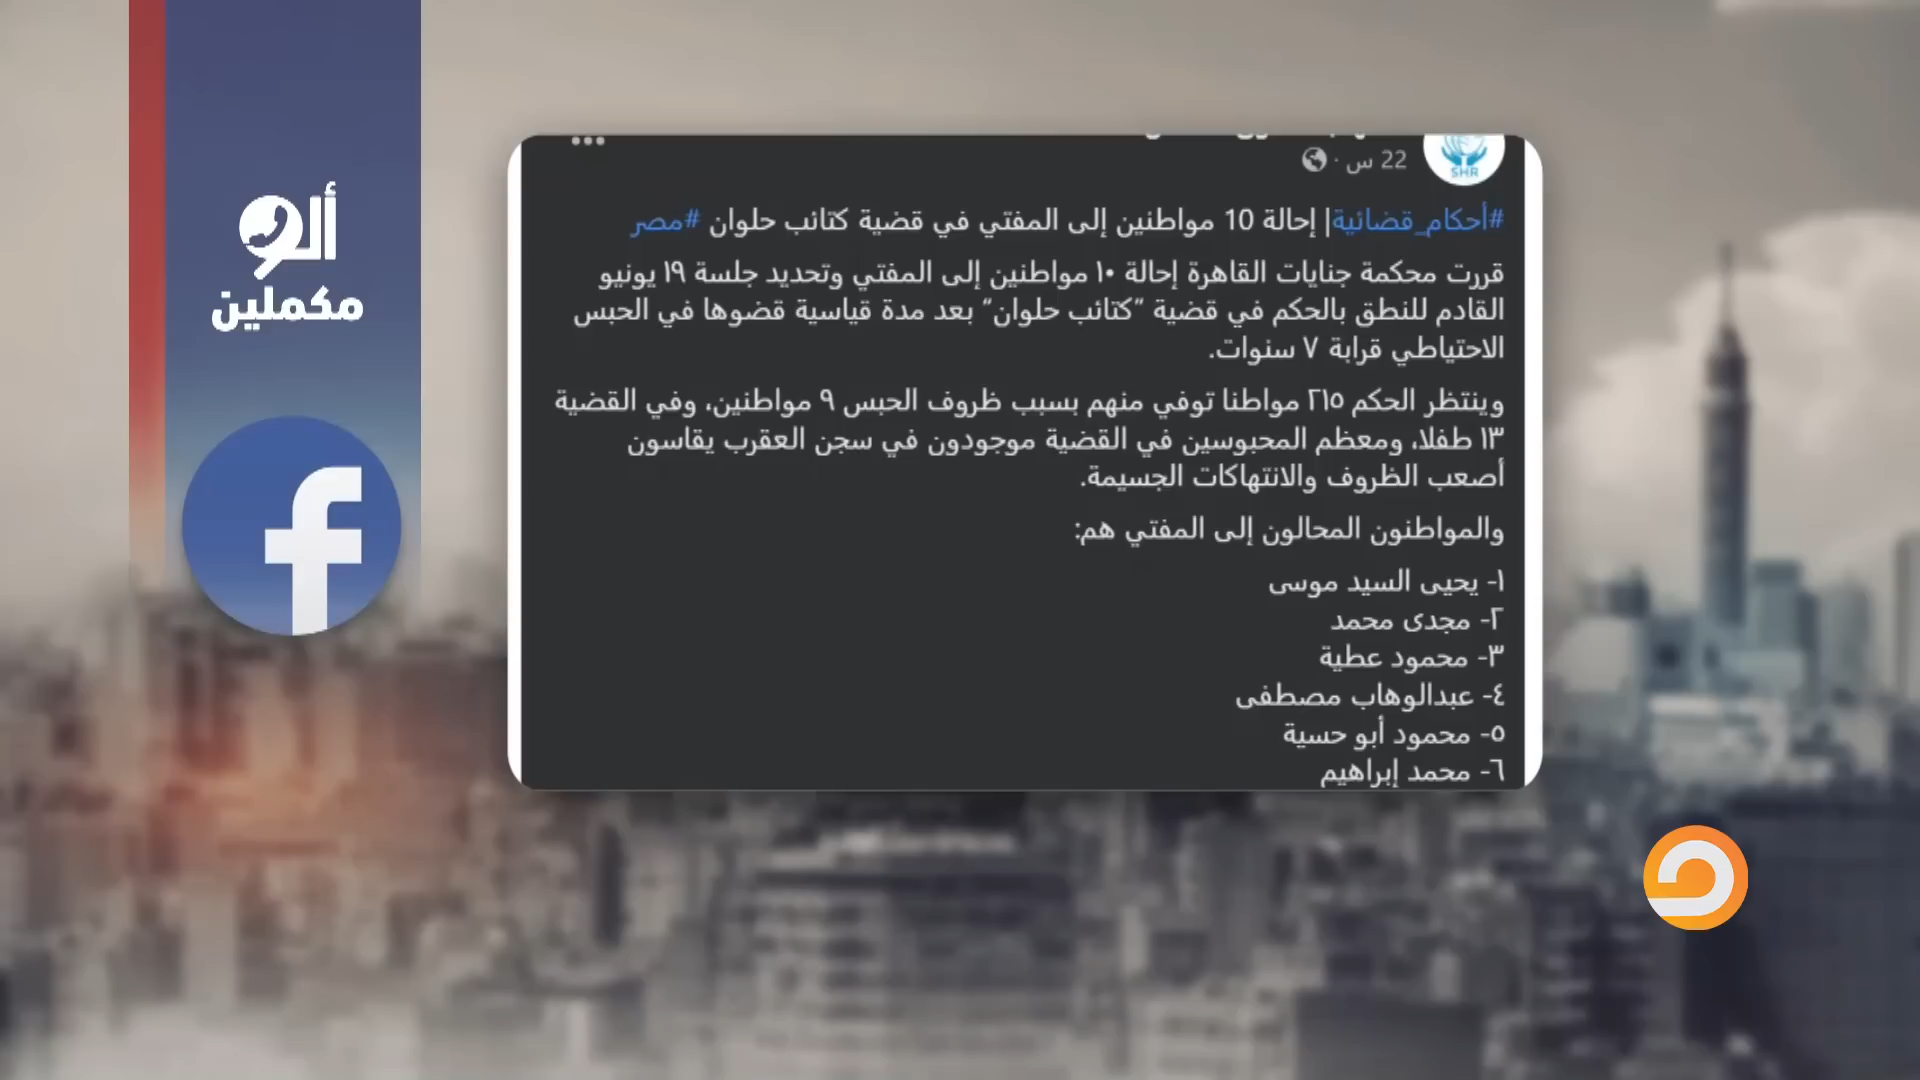 ألو
مكملين
SHR
22 س ·
#أحكام_قضائية| إحالة 10 مواطنين إلى المفتي في قضية كتائب حلوان #مصر
قررت محكمة جنايات القاهرة إحالة ١٠ مواطنين إلى المفتي وتحديد جلسة ١٩ يونيو
القادم للنطق بالحكم في قضية “كتائب حلوان” بعد مدة قياسية قضوها في الحبس
الاحتياطي قرابة ٧ سنوات.
وينتظر الحكم ٢١٥ مواطنا توفي منهم بسبب ظروف الحبس ٩ مواطنين، وفي القضية
١٣ طفلا، ومعظم المحبوسين في القضية موجودون في سجن العقرب يقاسون
أصعب الظروف والانتهاكات الجسيمة.
والمواطنون المحالون إلى المفتي هم:
١- يحيى السيد موسى
٢- مجدى محمد
٣- محمود عطية
٤- عبدالوهاب مصطفى
٥- محمود أبو حسية
٦- محمد إبراهيم